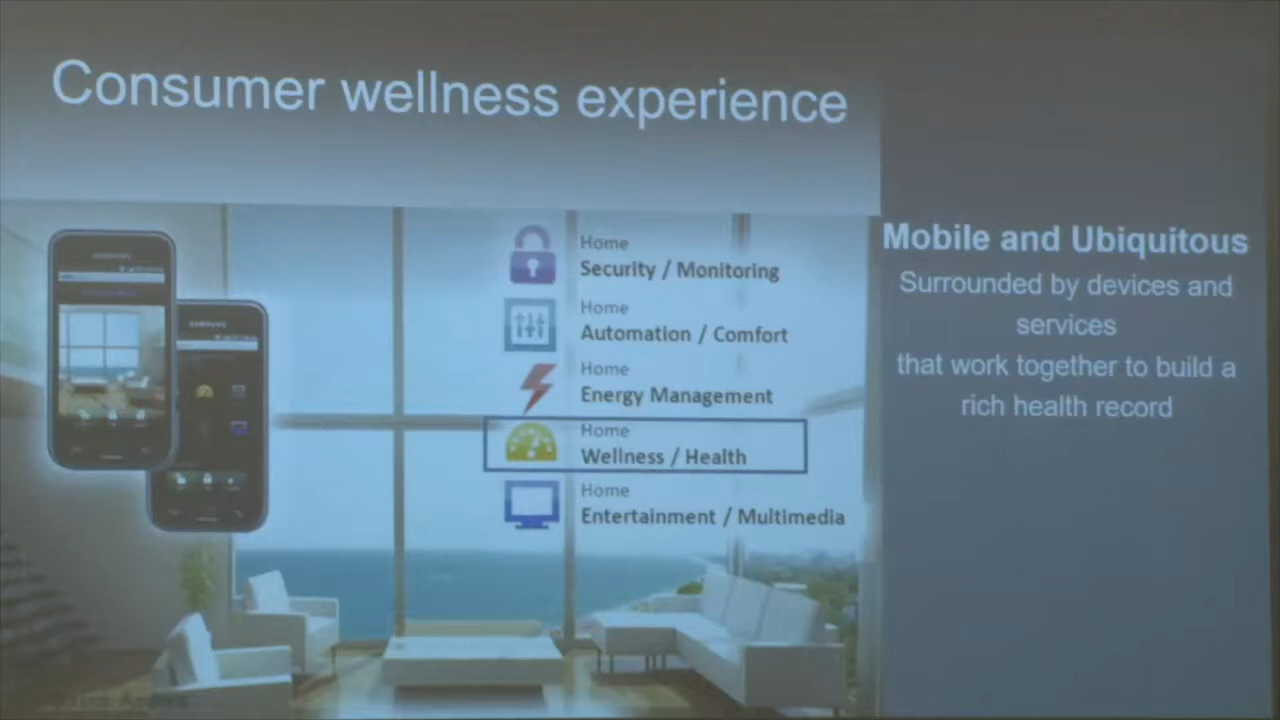 Consumer wellness experience
SAMSUNG
Home
Security / Monitoring
Home
Automation / Comfort
Home
Energy Management
Home
Wellness / Health
Home
Entertainment / Multimedia
Mobile and Ubiquitous
Surrounded by devices and
services
that work together to build a
rich health record